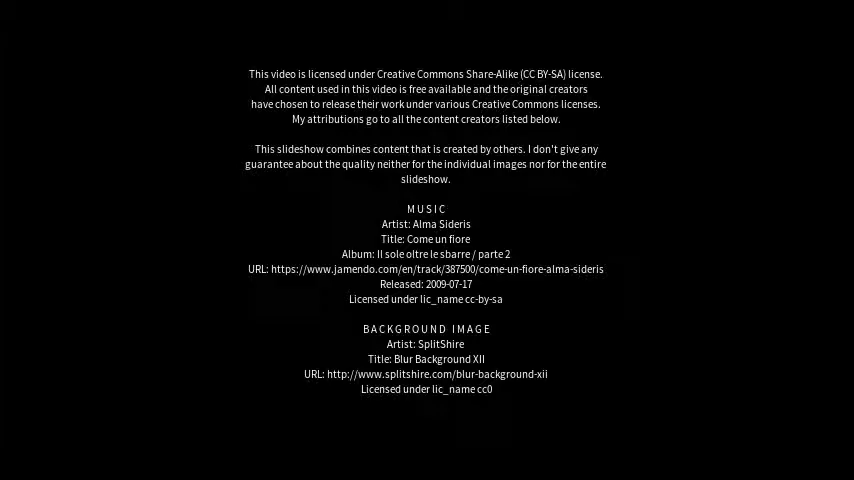 This video is licensed under Creative Commons Share-Alike (CC BY-SA) license.
All content used in this video is free available and the original creators
have chosen to release their work under various Creative Commons licenses.
My attributions go to all the content creators listed below.
This slideshow combines content that is created by others. I don't give any
guarantee about the quality neither for the individual images nor for the entire
slideshow.
MUSIC
Artist: Alma Sideris
Title: Come un fiore
Album: Il sole oltre le sbarre / parte 2
URL: https://www.jamendo.com/en/track/387500/come-un-fiore-alma-sideris
Released: 2009-07-17
Licensed under lic_name cc-by-sa
BACKGROUND IMAGE
Artist: SplitShire
Title: Blur Background XII
URL: http://www.splitshire.com/blur-background-xii
Licensed under lic_name cc0